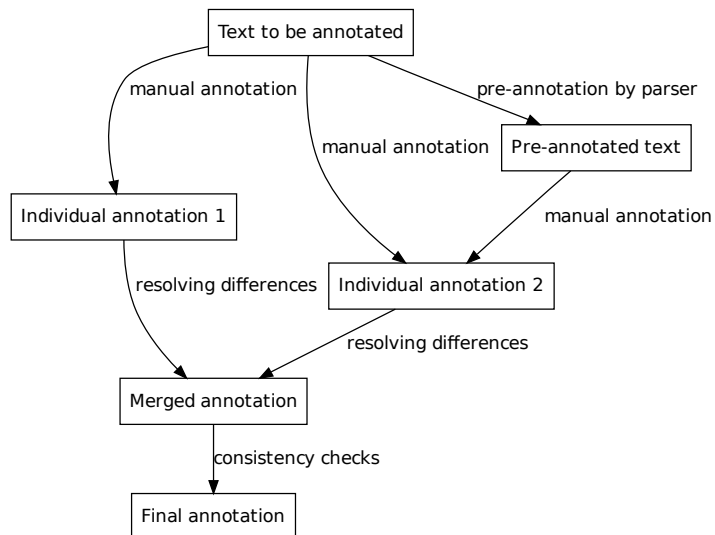 Text to be annotated
manual annotation
pre-annotation by parser
manual annotation
Pre-annotated text
Individual annotation 1
manual annotation
resolving differences
Individual annotation 2
resolving differences
Merged annotation
consistency checks
Final annotation